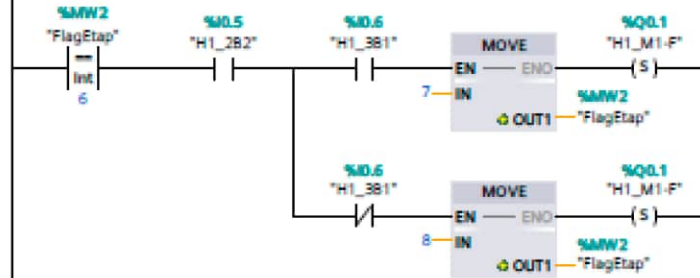 %MW2 %I0.5 %I0.6 %Q0.1
"FlagEtap" "H1_2B2" "H1_3B1" MOVE "H1_M1-F"
== EN ENO S
Int
6 7 IN %MW2
OUT1 "FlagEtap"
%I0.6 %Q0.1
"H1_3B1" MOVE "H1_M1-F"
EN ENO S
8 IN %MW2
OUT1 "FlagEtap"